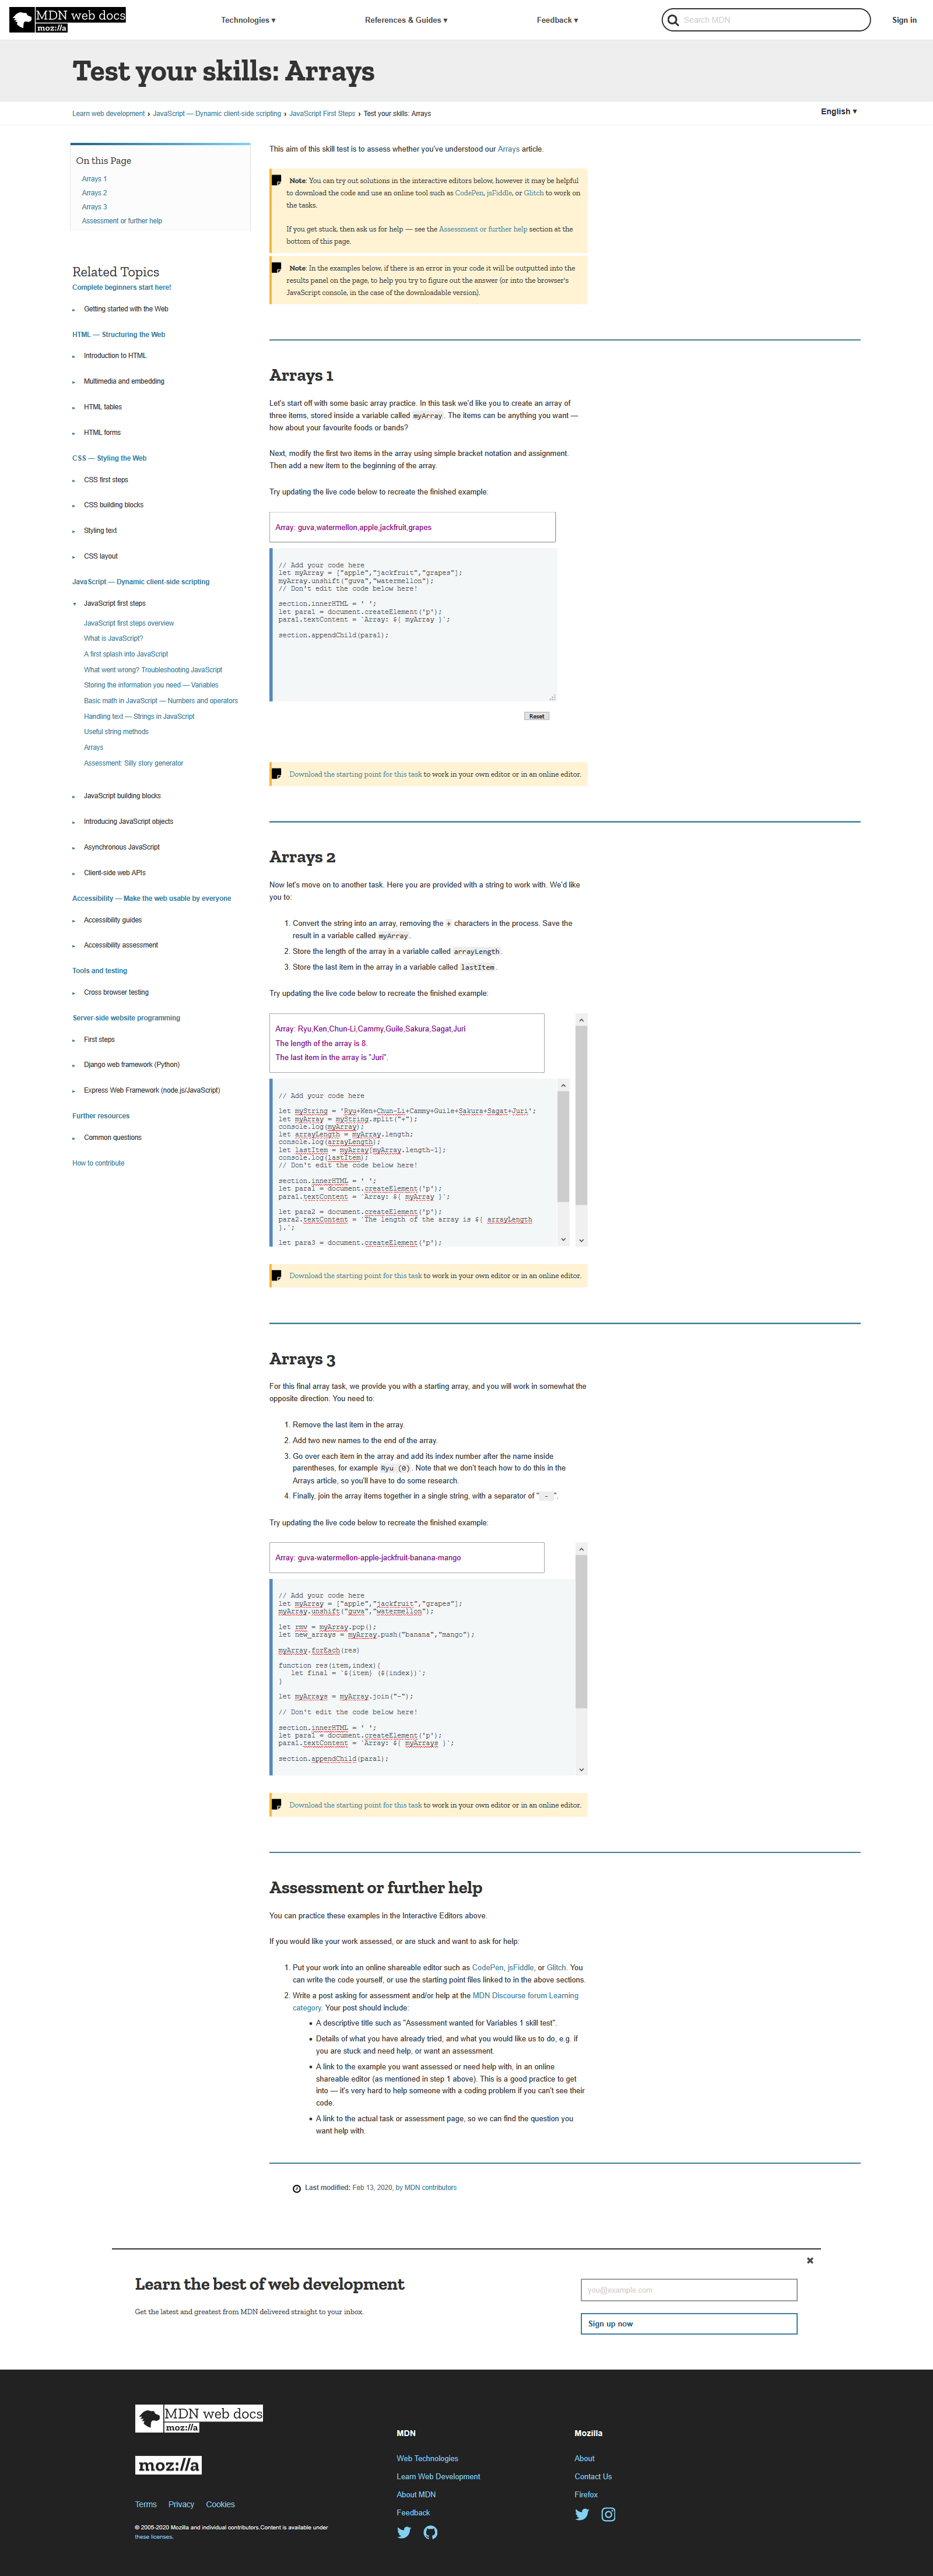 MDN web docs
moz://a
Technologies ▾
References & Guides ▾
Feedback ▾
Search MDN
Sign in
Test your skills: Arrays
Learn web development › JavaScript — Dynamic client-side scripting › JavaScript First Steps › Test your skills: Arrays
English ▾
On this Page
Arrays 1
Arrays 2
Arrays 3
Assessment or further help
Related Topics
Complete beginners start here!
Getting started with the Web
HTML — Structuring the Web
Introduction to HTML
Multimedia and embedding
HTML tables
HTML forms
CSS — Styling the Web
CSS first steps
CSS building blocks
Styling text
CSS layout
JavaScript — Dynamic client-side scripting
JavaScript first steps
JavaScript first steps overview
What is JavaScript?
A first splash into JavaScript
What went wrong? Troubleshooting JavaScript
Storing the information you need — Variables
Basic math in JavaScript — Numbers and operators
Handling text — Strings in JavaScript
Useful string methods
Arrays
Assessment: Silly story generator
JavaScript building blocks
Introducing JavaScript objects
Asynchronous JavaScript
Client-side web APIs
Accessibility — Make the web usable by everyone
Accessibility guides
Accessibility assessment
Tools and testing
Cross browser testing
Server-side website programming
First steps
Django web framework (Python)
Express Web Framework (node.js/JavaScript)
Further resources
Common questions
How to contribute
This aim of this skill test is to assess whether you've understood our Arrays article.
Note: You can try out solutions in the interactive editors below, however it may be helpful
to download the code and use an online tool such as CodePen, jsFiddle, or Glitch to work on
the tasks.
If you get stuck, then ask us for help — see the Assessment or further help section at the
bottom of this page.
Note: In the examples below, if there is an error in your code it will be outputted into the
results panel on the page, to help you try to figure out the answer (or into the browser's
JavaScript console, in the case of the downloadable version).
Arrays 1
Let's start off with some basic array practice. In this task we'd like you to create an array of
three items, stored inside a variable called myArray. The items can be anything you want —
how about your favourite foods or bands?
Next, modify the first two items in the array using simple bracket notation and assignment.
Then add a new item to the beginning of the array.
Try updating the live code below to recreate the finished example:
Array: guva,watermellon,apple,jackfruit,grapes
// Add your code here
let myArray = ["apple","jackfruit","grapes"];
myArray.unshift("guva","watermellon");
// Don't edit the code below here!
section.innerHTML = ' ';
let para1 = document.createElement('p');
para1.textContent = `Array: ${ myArray }`;
section.appendChild(para1);
Reset
Download the starting point for this task to work in your own editor or in an online editor.
Arrays 2
Now let's move on to another task. Here you are provided with a string to work with. We'd like
you to:
1. Convert the string into an array, removing the + characters in the process. Save the
result in a variable called myArray.
2. Store the length of the array in a variable called arrayLength.
3. Store the last item in the array in a variable called lastItem.
Try updating the live code below to recreate the finished example:
Array: Ryu,Ken,Chun-Li,Cammy,Guile,Sakura,Sagat,Juri
The length of the array is 8.
The last item in the array is "Juri".
// Add your code here
let myString = 'Ryu+Ken+Chun-Li+Cammy+Guile+Sakura+Sagat+Juri';
let myArray = myString.split("+");
console.log(myArray);
let arrayLength = myArray.length;
console.log(arrayLength);
let lastItem = myArray[myArray.length-1];
console.log(lastItem);
// Don't edit the code below here!
section.innerHTML = ' ';
let para1 = document.createElement('p');
para1.textContent = `Array: ${ myArray }`;
let para2 = document.createElement('p');
para2.textContent = `The length of the array is ${ arrayLength
}.`;
let para3 = document.createElement('p');
Download the starting point for this task to work in your own editor or in an online editor.
Arrays 3
For this final array task, we provide you with a starting array, and you will work in somewhat the
opposite direction. You need to:
1. Remove the last item in the array.
2. Add two new names to the end of the array.
3. Go over each item in the array and add its index number after the name inside
parentheses, for example Ryu (0). Note that we don't teach how to do this in the
Arrays article, so you'll have to do some research.
4. Finally, join the array items together in a single string, with a separator of " - ".
Try updating the live code below to recreate the finished example:
Array: guva-watermellon-apple-jackfruit-banana-mango
// Add your code here
let myArray = ["apple","jackfruit","grapes"];
myArray.unshift("guva","watermellon");
let rmv = myArray.pop();
let new_arrays = myArray.push("banana","mango");
myArray.forEach(res)
function res(item,index){
let final = `${item} (${index})`;
}
let myArrays = myArray.join("-");
// Don't edit the code below here!
section.innerHTML = ' ';
let para1 = document.createElement('p');
para1.textContent = `Array: ${ myArrays }`;
section.appendChild(para1);
Download the starting point for this task to work in your own editor or in an online editor.
Assessment or further help
You can practice these examples in the Interactive Editors above.
If you would like your work assessed, or are stuck and want to ask for help:
1. Put your work into an online shareable editor such as CodePen, jsFiddle, or Glitch. You
can write the code yourself, or use the starting point files linked to in the above sections.
2. Write a post asking for assessment and/or help at the MDN Discourse forum Learning
category. Your post should include:
• A descriptive title such as "Assessment wanted for Variables 1 skill test".
• Details of what you have already tried, and what you would like us to do, e.g. if
you are stuck and need help, or want an assessment.
• A link to the example you want assessed or need help with, in an online
shareable editor (as mentioned in step 1 above). This is a good practice to get
into — it's very hard to help someone with a coding problem if you can't see their
code.
• A link to the actual task or assessment page, so we can find the question you
want help with.
Last modified: Feb 13, 2020, by MDN contributors
Learn the best of web development
Get the latest and greatest from MDN delivered straight to your inbox.
you@example.com
Sign up now
MDN web docs
moz://a
moz://a
Terms Privacy Cookies
© 2005-2020 Mozilla and individual contributors.Content is available under
these licenses.
MDN
Web Technologies
Learn Web Development
About MDN
Feedback
Mozilla
About
Contact Us
Firefox